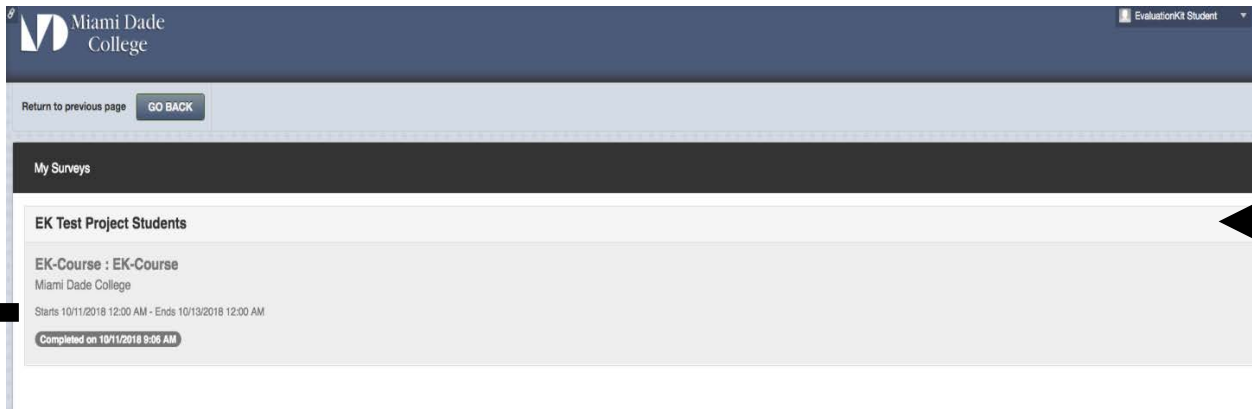 Miami Dade
College
EvaluationKit Student
Return to previous page GO BACK
My Surveys
EK Test Project Students
EK-Course : EK-Course
Miami Dade College
Starts 10/11/2018 12:00 AM - Ends 10/13/2018 12:00 AM
Completed on 10/11/2018 9:06 AM